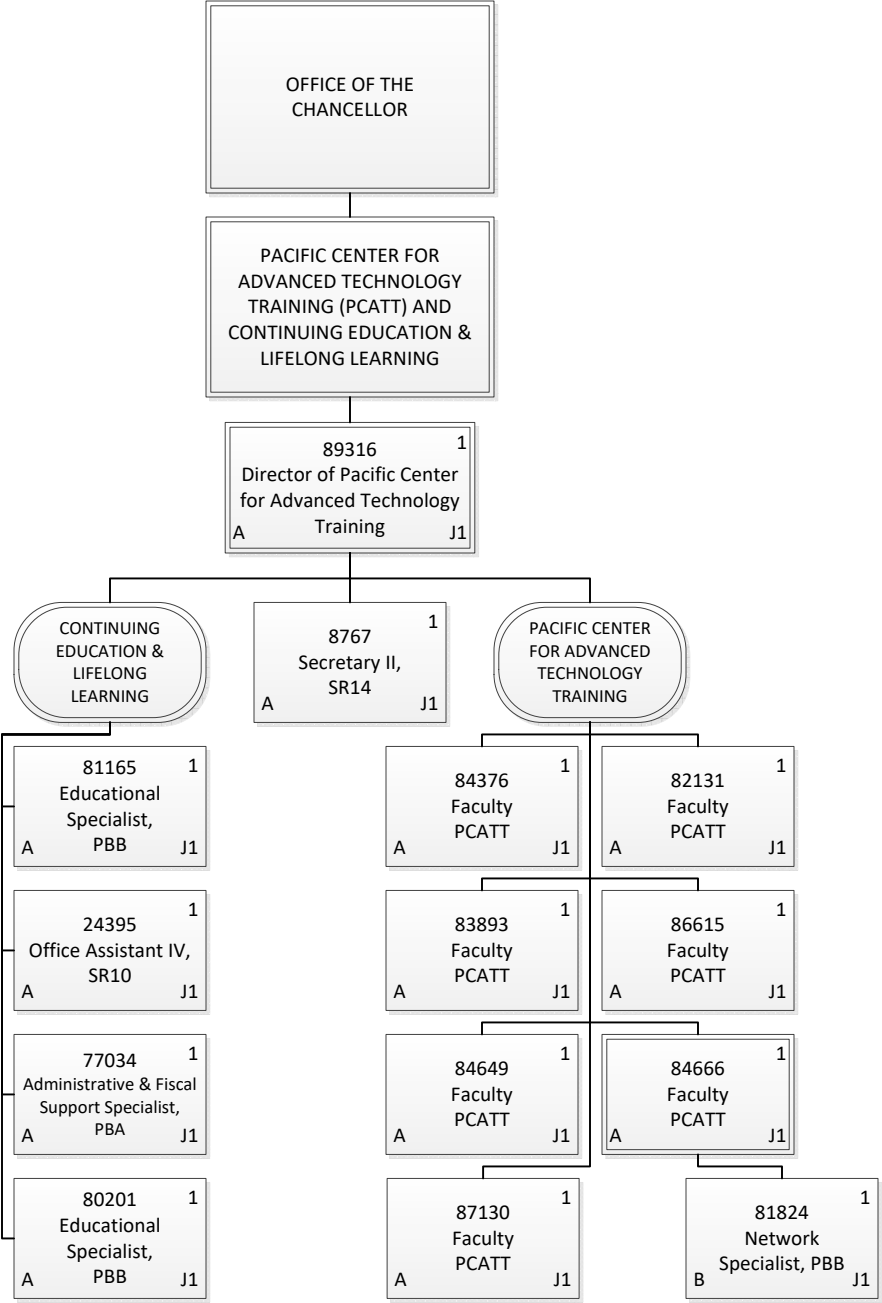 OFFICE OF THE
CHANCELLOR
PACIFIC CENTER FOR
ADVANCED TECHNOLOGY
TRAINING (PCATT) AND
CONTINUING EDUCATION &
LIFELONG LEARNING
89316 1
Director of Pacific Center
for Advanced Technology
Training
A J1
CONTINUING
EDUCATION &
LIFELONG
LEARNING
8767 1
Secretary II,
SR14
A J1
PACIFIC CENTER
FOR ADVANCED
TECHNOLOGY
TRAINING
81165 1
Educational
Specialist,
PBB
A J1
24395 1
Office Assistant IV,
SR10
A J1
77034 1
Administrative & Fiscal
Support Specialist,
PBA
A J1
80201 1
Educational
Specialist,
PBB
A J1
84376 1
Faculty
PCATT
A J1
82131 1
Faculty
PCATT
A J1
83893 1
Faculty
PCATT
A J1
86615 1
Faculty
PCATT
A J1
84649 1
Faculty
PCATT
A J1
84666 1
Faculty
PCATT
A J1
87130 1
Faculty
PCATT
A J1
81824 1
Network
Specialist, PBB
B J1